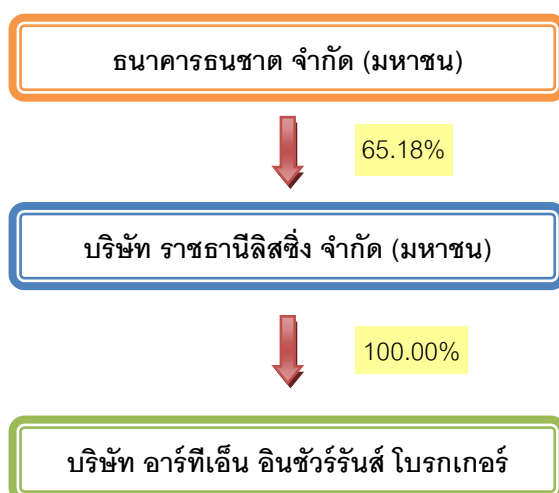 ธนาคารธนชาต จำกัด (มหาชน)
65.18%
บริษัท ราชธานีลิสซิ่ง จำกัด (มหาชน)
100.00%
บริษัท อาร์ทีเอ็น อินชัวร์รันส์ โบรกเกอร์